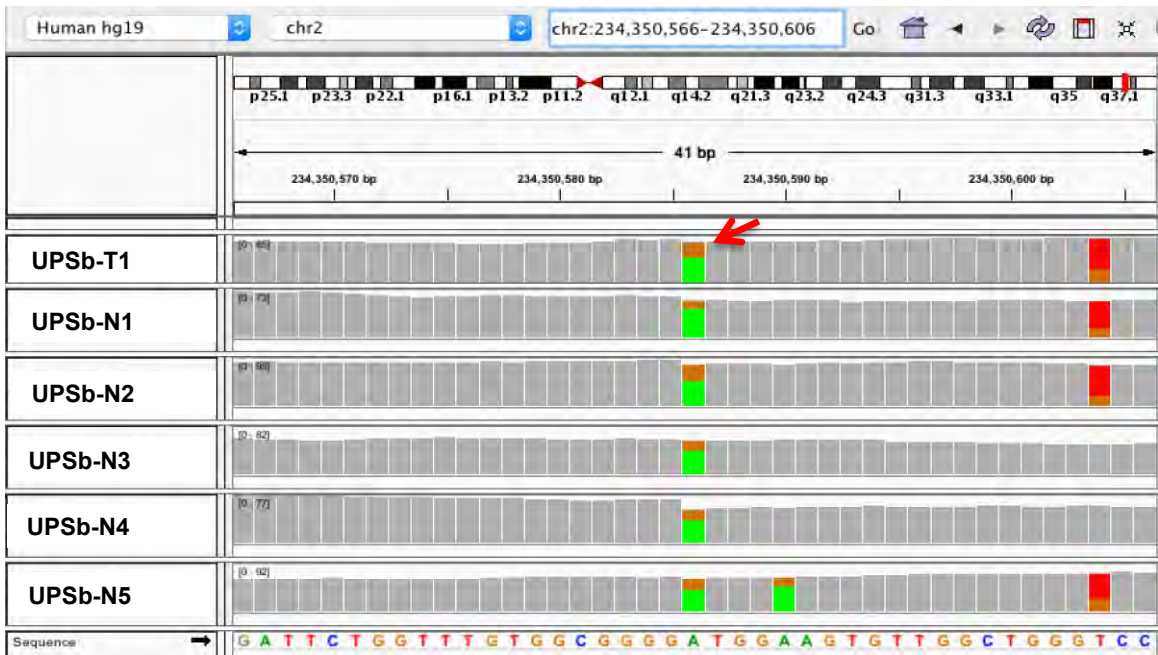 Human hg19 chr2 chr2:234,350,566-234,350,606 Go
p25.1 p23.3 p22.1 p16.1 p13.2 p11.2 q12.1 q14.2 q21.3 q23.2 q24.3 q31.3 q33.1 q35 q37.1
41 bp
234,350,570 bp 234,350,580 bp 234,350,590 bp 234,350,600 bp
[0 - 65]
UPSb-T1
[0 - 73]
UPSb-N1
[0 - 98]
UPSb-N2
[0 - 82]
UPSb-N3
[0 - 77]
UPSb-N4
[0 - 92]
UPSb-N5
Sequence G A T T C T G G T T T G T G G C G G G G A T G G A A G T G T T G G C T G G G T C C